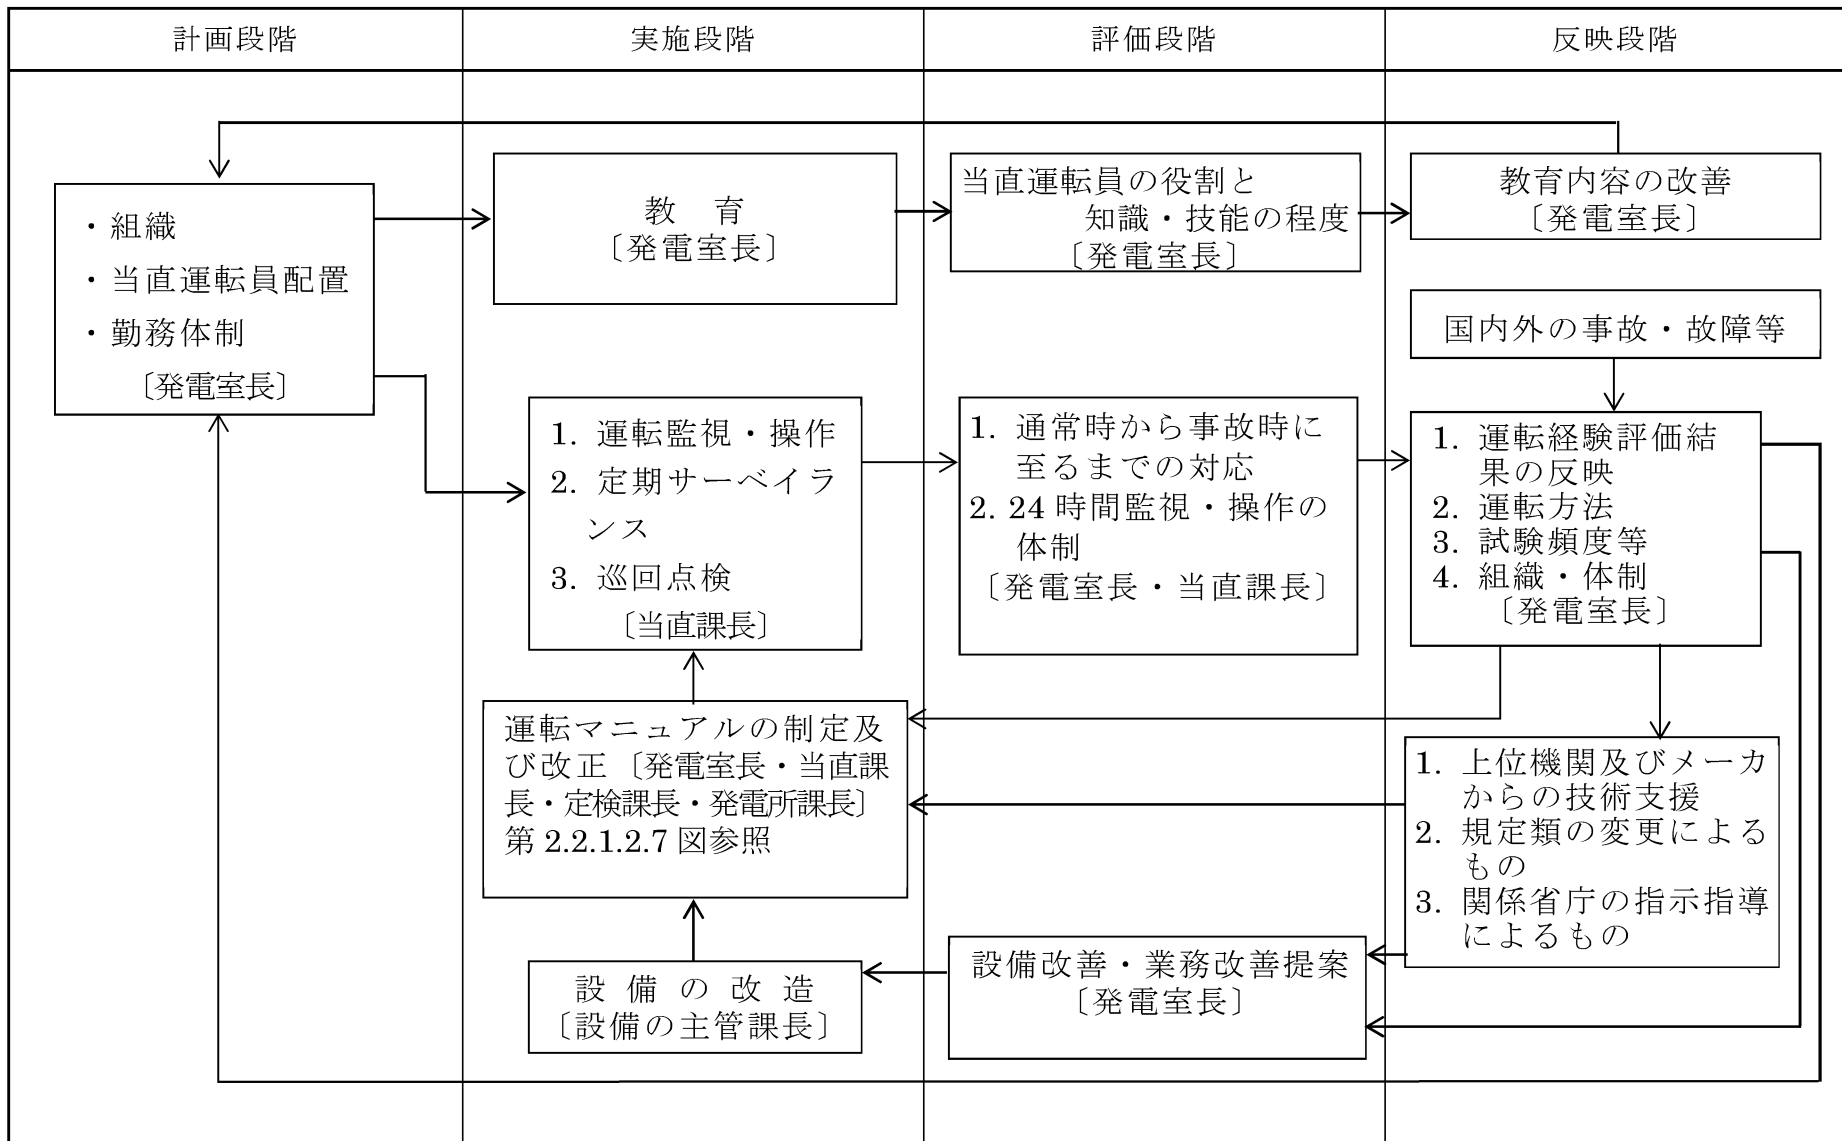 計画段階
実施段階
評価段階
反映段階
・組織
・当直運転員配置
・勤務体制
〔発電室長〕
教　育
〔発電室長〕
当直運転員の役割と
知識・技能の程度
〔発電室長〕
教育内容の改善
〔発電室長〕
国内外の事故・故障等
1. 運転監視・操作
2. 定期サーベイラ
ンス
3. 巡回点検
〔当直課長〕
1. 通常時から事故時に
至るまでの対応
2. 24 時間監視・操作の
体制
〔発電室長・当直課長〕
1. 運転経験評価結
果の反映
2. 運転方法
3. 試験頻度等
4. 組織・体制
〔発電室長〕
運転マニュアルの制定及
び改正〔発電室長・当直課
長・定検課長・発電所課長〕
第 2.2.1.2.7 図参照
1. 上位機関及びメーカ
からの技術支援
2. 規定類の変更による
もの
3. 関係省庁の指示指導
によるもの
設備の改造
〔設備の主管課長〕
設備改善・業務改善提案
〔発電室長〕